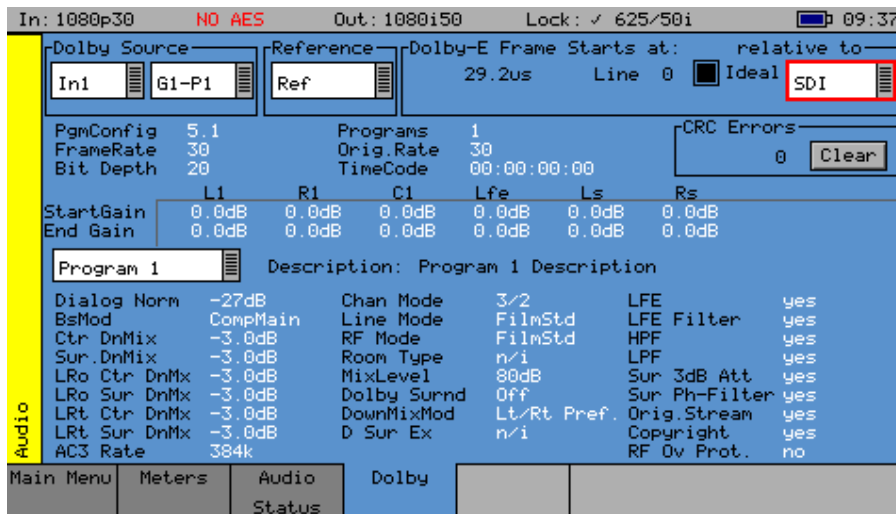 In: 1080p30 NO AES Out: 1080i50 Lock: ✓ 625/50i 09:37
Dolby Source Reference Dolby-E Frame Starts at: relative to
In1 G1-P1 Ref 29.2us Line 0 Ideal SDI
PgmConfig 5.1 Programs 1 CRC Errors
FrameRate 30 Orig.Rate 30 0 Clear
Bit Depth 20 TimeCode 00:00:00:00
L1 R1 C1 Lfe Ls Rs
StartGain 0.0dB 0.0dB 0.0dB 0.0dB 0.0dB 0.0dB
End Gain 0.0dB 0.0dB 0.0dB 0.0dB 0.0dB 0.0dB
Program 1 Description: Program 1 Description
Dialog Norm -27dB Chan Mode 3/2 LFE yes
BsMod CompMain Line Mode FilmStd LFE Filter yes
Ctr DnMix -3.0dB RF Mode FilmStd HPF yes
Sur.DnMix -3.0dB Room Type n/i LPF yes
LRo Ctr DnMx -3.0dB MixLevel 80dB Sur 3dB Att yes
LRo Sur DnMx -3.0dB Dolby Surnd Off Sur Ph-Filter yes
LRt Ctr DnMx -3.0dB DownMixMod Lt/Rt Pref. Orig.Stream yes
LRt Sur DnMx -3.0dB D Sur Ex n/i Copyright yes
AC3 Rate 384k RF Ov Prot. no
Audio
Main Menu Meters Audio Status Dolby